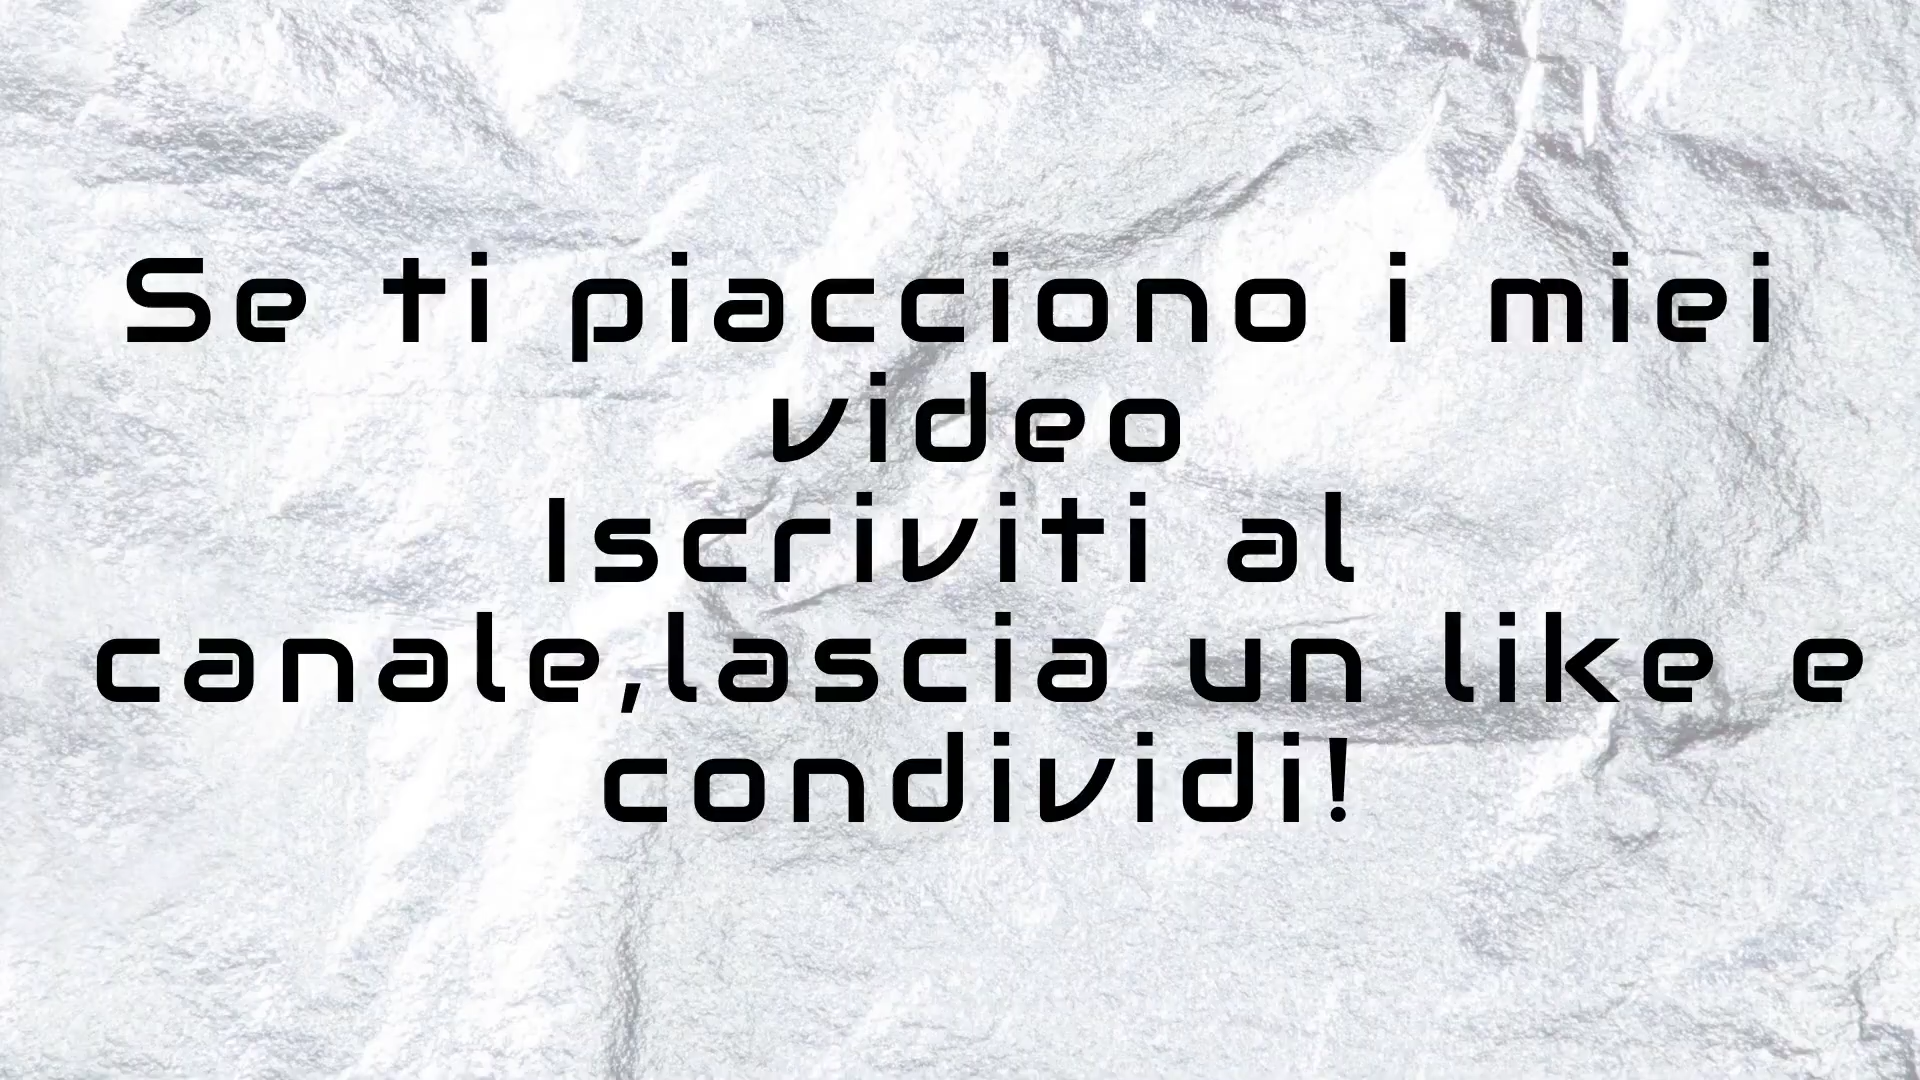 Se ti piacciono i miei
video
Iscriviti al
canale,lascia un like e
condividi!